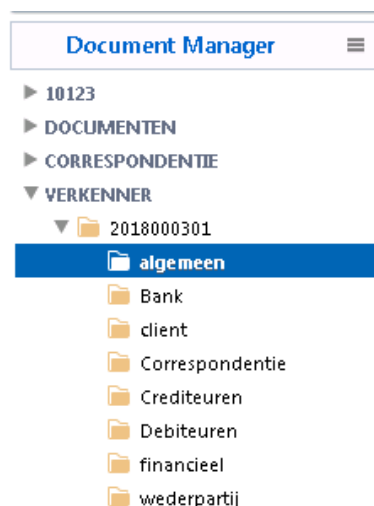 Document Manager
10123
DOCUMENTEN
CORRESPONDENTIE
VERKENNER
2018000301
algemeen
Bank
client
Correspondentie
Crediteuren
Debiteuren
financieel
wederpartij